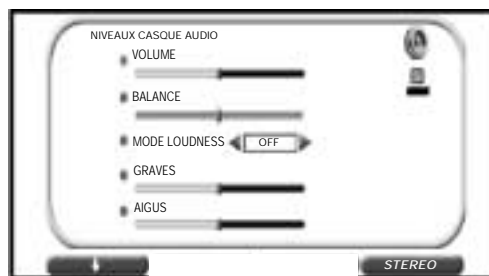 NIVEAUX CASQUE AUDIO
VOLUME
BALANCE
MODE LOUDNESS OFF
GRAVES
AIGUS
STEREO